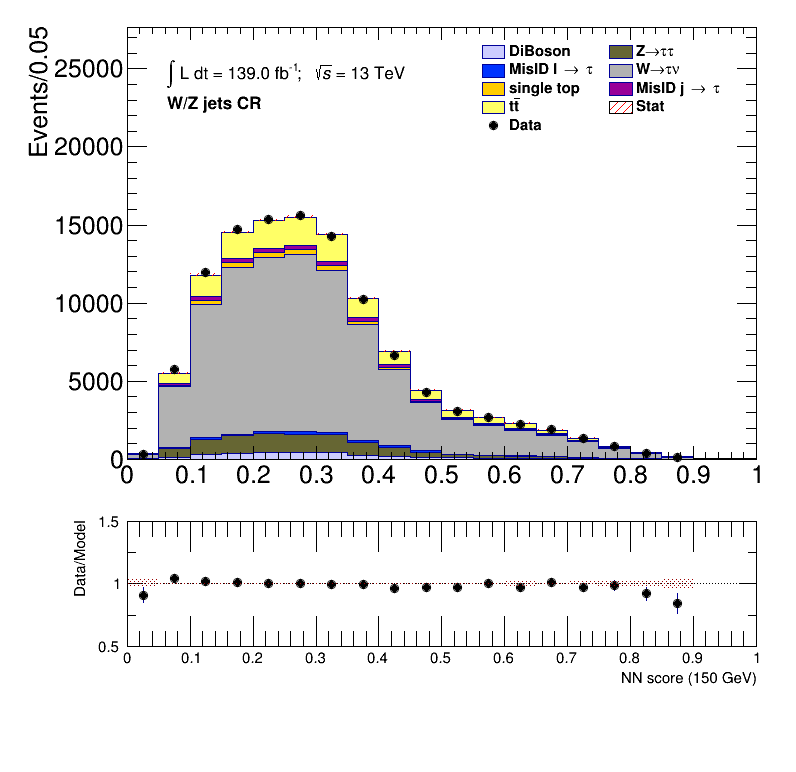 Events/0.05
25000
20000
15000
10000
5000
0
∫ L dt = 139.0 fb⁻¹; √s = 13 TeV
W/Z jets CR
DiBoson
MisID l → τ
single top
tt̄
Data
Z→ττ
W→τν
MisID j → τ
Stat
0 0.1 0.2 0.3 0.4 0.5 0.6 0.7 0.8 0.9 1
Data/Model
1.5
1
0.5
0 0.1 0.2 0.3 0.4 0.5 0.6 0.7 0.8 0.9 1
NN score (150 GeV)